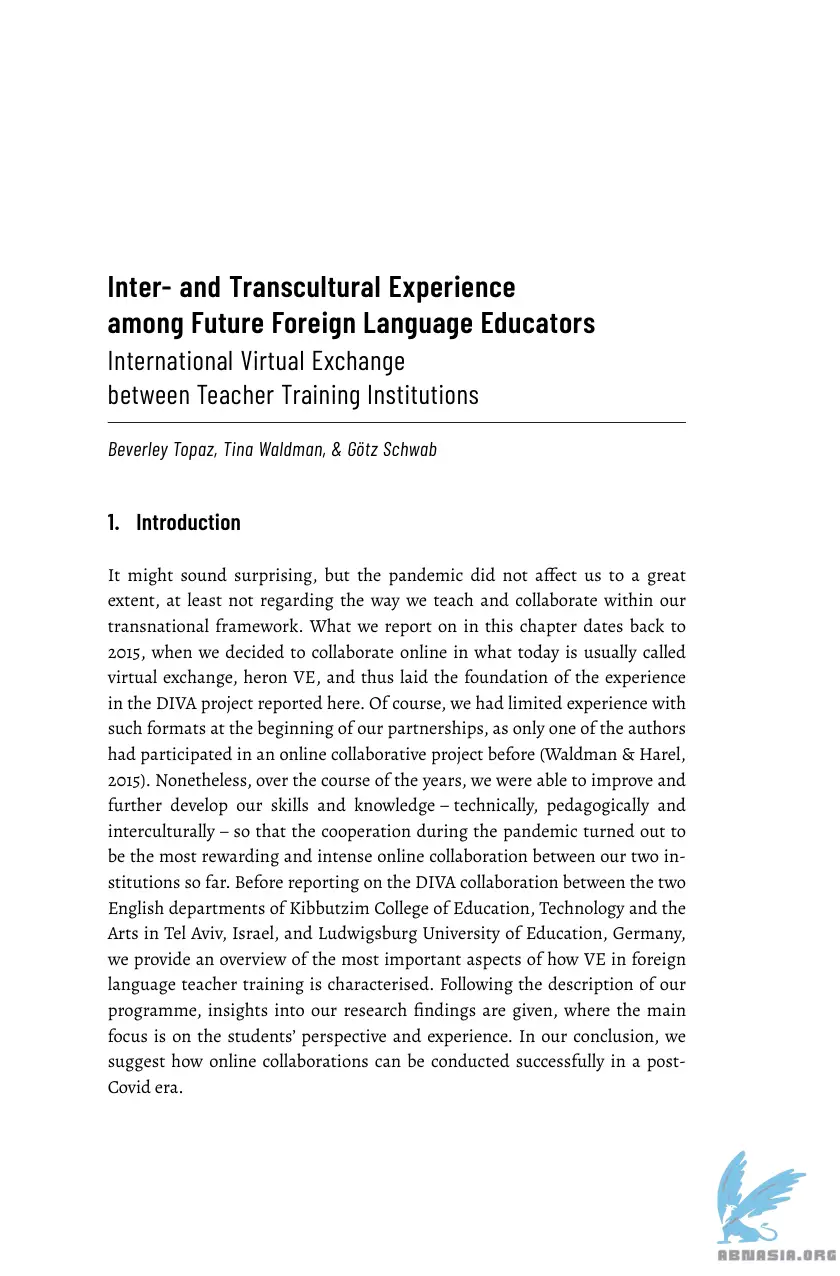 Inter- and Transcultural Experience
among Future Foreign Language Educators
International Virtual Exchange
between Teacher Training Institutions
Beverley Topaz, Tina Waldman, & Götz Schwab
1. Introduction
It might sound surprising, but the pandemic did not affect us to a great
extent, at least not regarding the way we teach and collaborate within our
transnational framework. What we report on in this chapter dates back to
2015, when we decided to collaborate online in what today is usually called
virtual exchange, heron VE, and thus laid the foundation of the experience
in the DIVA project reported here. Of course, we had limited experience with
such formats at the beginning of our partnerships, as only one of the authors
had participated in an online collaborative project before (Waldman & Harel,
2015). Nonetheless, over the course of the years, we were able to improve and
further develop our skills and knowledge – technically, pedagogically and
interculturally – so that the cooperation during the pandemic turned out to
be the most rewarding and intense online collaboration between our two in-
stitutions so far. Before reporting on the DIVA collaboration between the two
English departments of Kibbutzim College of Education, Technology and the
Arts in Tel Aviv, Israel, and Ludwigsburg University of Education, Germany,
we provide an overview of the most important aspects of how VE in foreign
language teacher training is characterised. Following the description of our
programme, insights into our research findings are given, where the main
focus is on the students’ perspective and experience. In our conclusion, we
suggest how online collaborations can be conducted successfully in a post-
Covid era.
ABNASIA.ORG